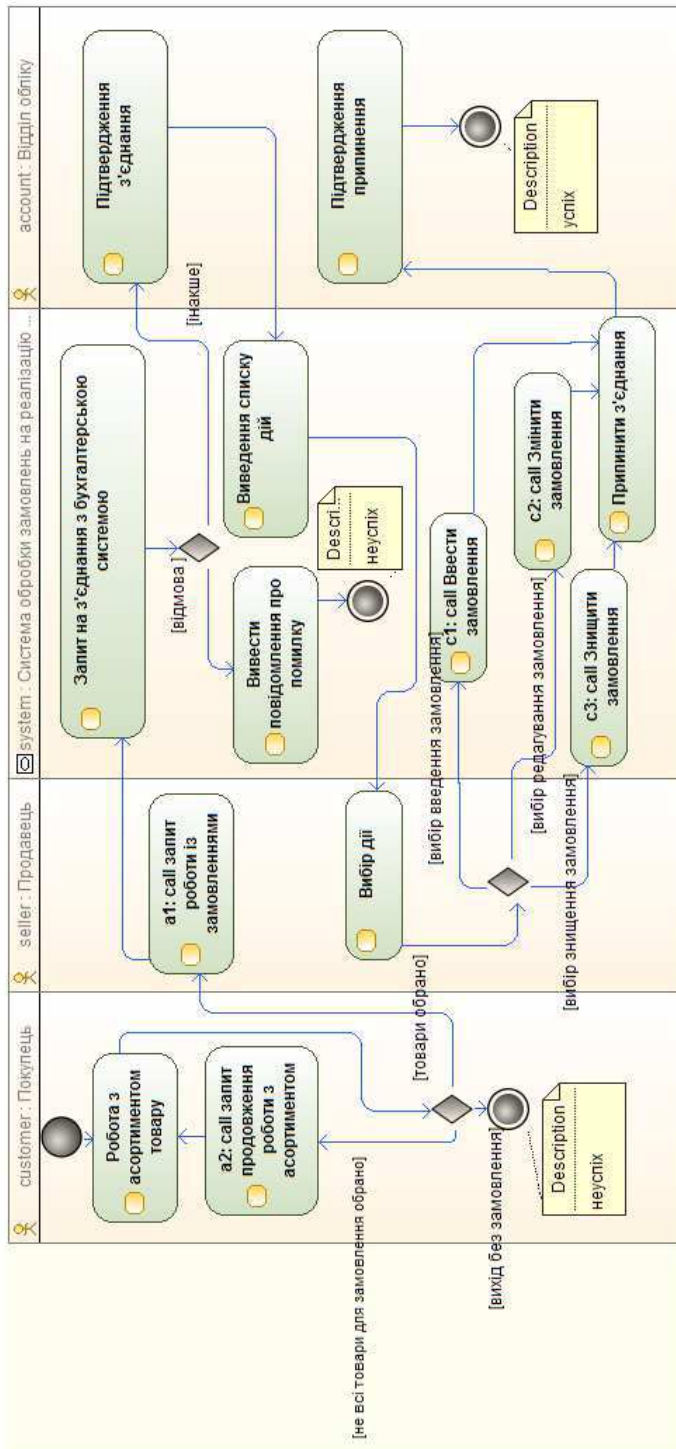 customer : Покупець
seller : Продавець
system : Система обробки замовлень на реалізацію ...
account : Відділ обліку
Робота з
асортиментом
товару
a2: call запит
продовження
роботи з
асортиментом
[не всі товари для замовлення обрано]
[товари обрано]
[вихід без замовлення]
Description
неуспіх
a1: call запит
роботи із
замовленнями
Вибір дії
[вибір введення замовлення]
[вибір редагування замовлення]
[вибір знищення замовлення]
Запит на з'єднання з бухгалтерською
системою
[відмова ]
[інакше]
Вивести
повідомлення про
помилку
Descri...
неуспіх
Виведення списку
дій
c1: call Ввести
замовлення
c2: call Змінити
замовлення
c3: call Знищити
замовлення
Припинити з'єднання
Підтвердження
з'єднання
Підтвердження
припинення
Description
успіх